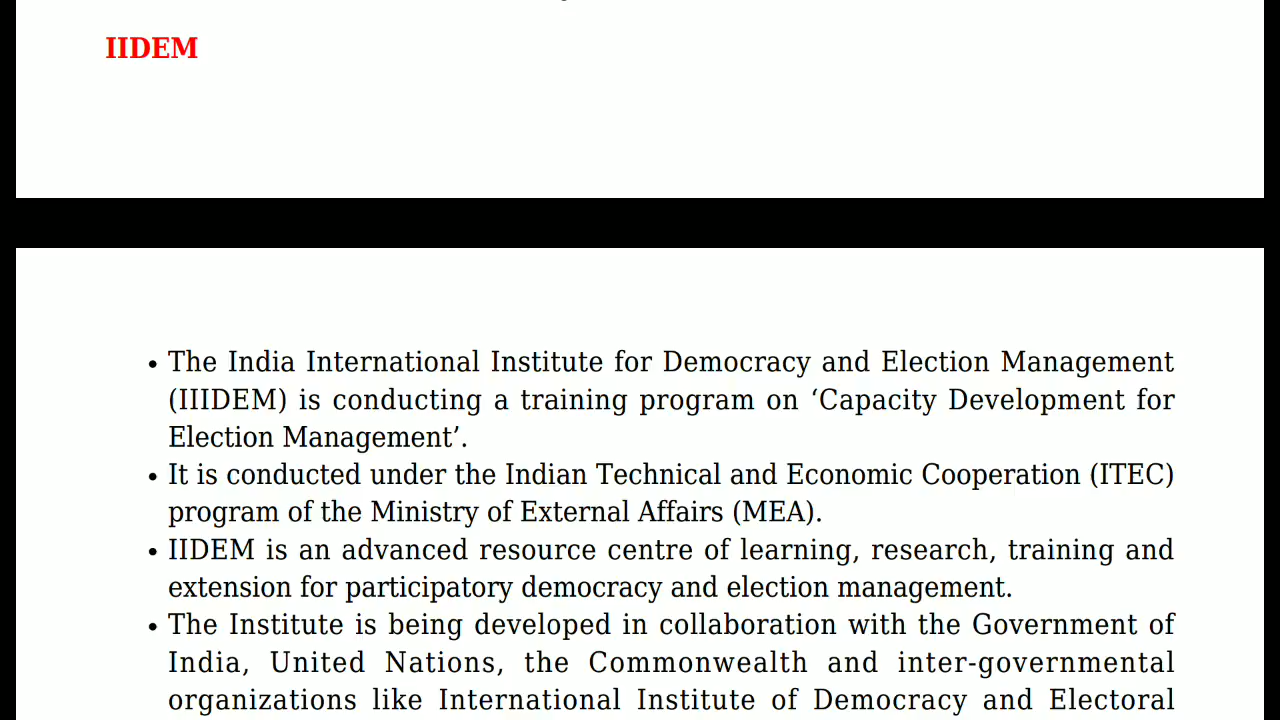 IIDEM
• The India International Institute for Democracy and Election Management
(IIIDEM) is conducting a training program on ‘Capacity Development for
Election Management’.
• It is conducted under the Indian Technical and Economic Cooperation (ITEC)
program of the Ministry of External Affairs (MEA).
• IIDEM is an advanced resource centre of learning, research, training and
extension for participatory democracy and election management.
• The Institute is being developed in collaboration with the Government of
India, United Nations, the Commonwealth and inter-governmental
organizations like International Institute of Democracy and Electoral